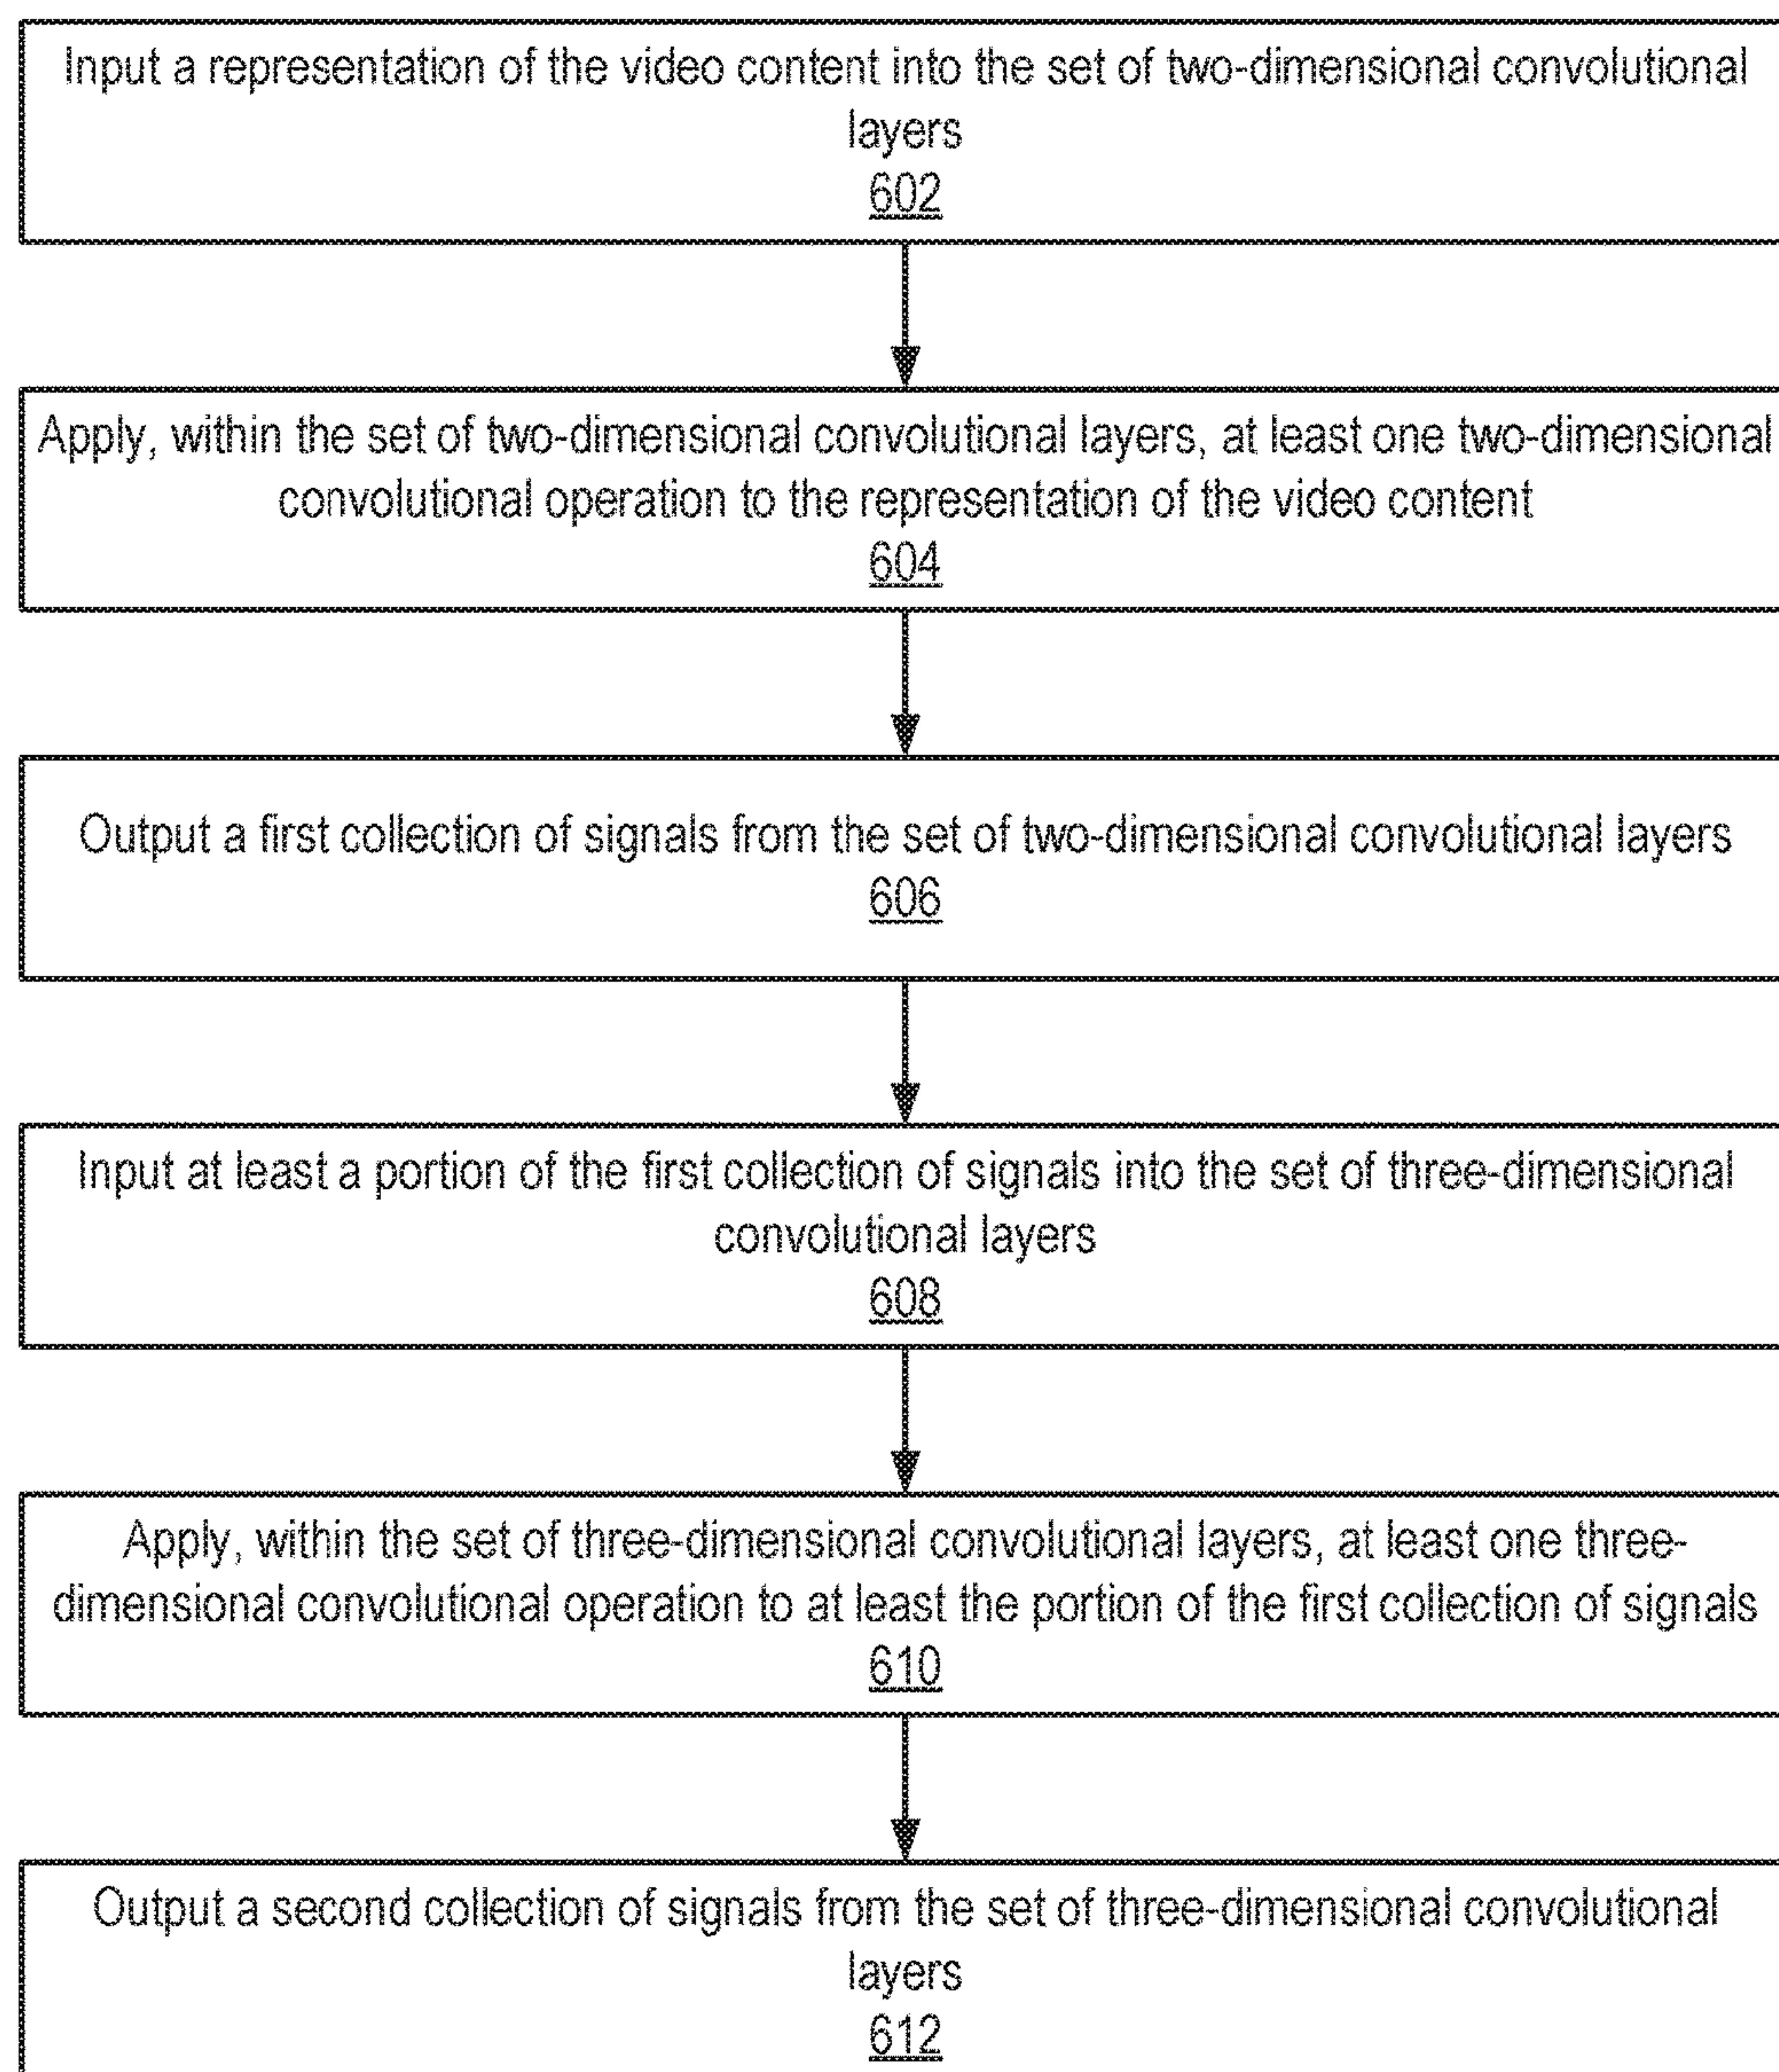 Input a representation of the video content into the set of two-dimensional convolutional
layers
602
Apply, within the set of two-dimensional convolutional layers, at least one two-dimensional
convolutional operation to the representation of the video content
604
Output a first collection of signals from the set of two-dimensional convolutional layers
606
Input at least a portion of the first collection of signals into the set of three-dimensional
convolutional layers
608
Apply, within the set of three-dimensional convolutional layers, at least one three-
dimensional convolutional operation to at least the portion of the first collection of signals
610
Output a second collection of signals from the set of three-dimensional convolutional
layers
612